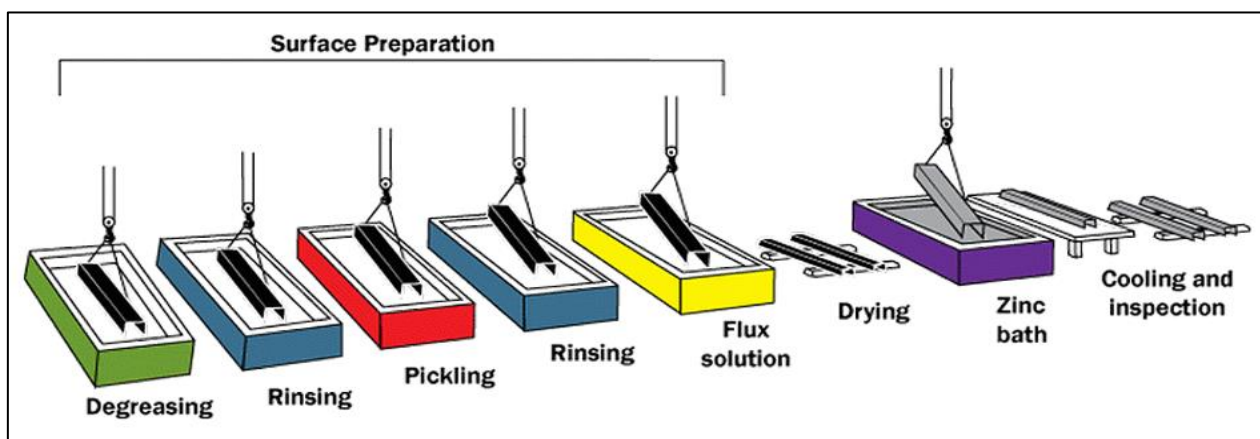 Surface Preparation
Degreasing
Rinsing
Pickling
Rinsing
Flux
solution
Drying
Zinc
bath
Cooling and
inspection